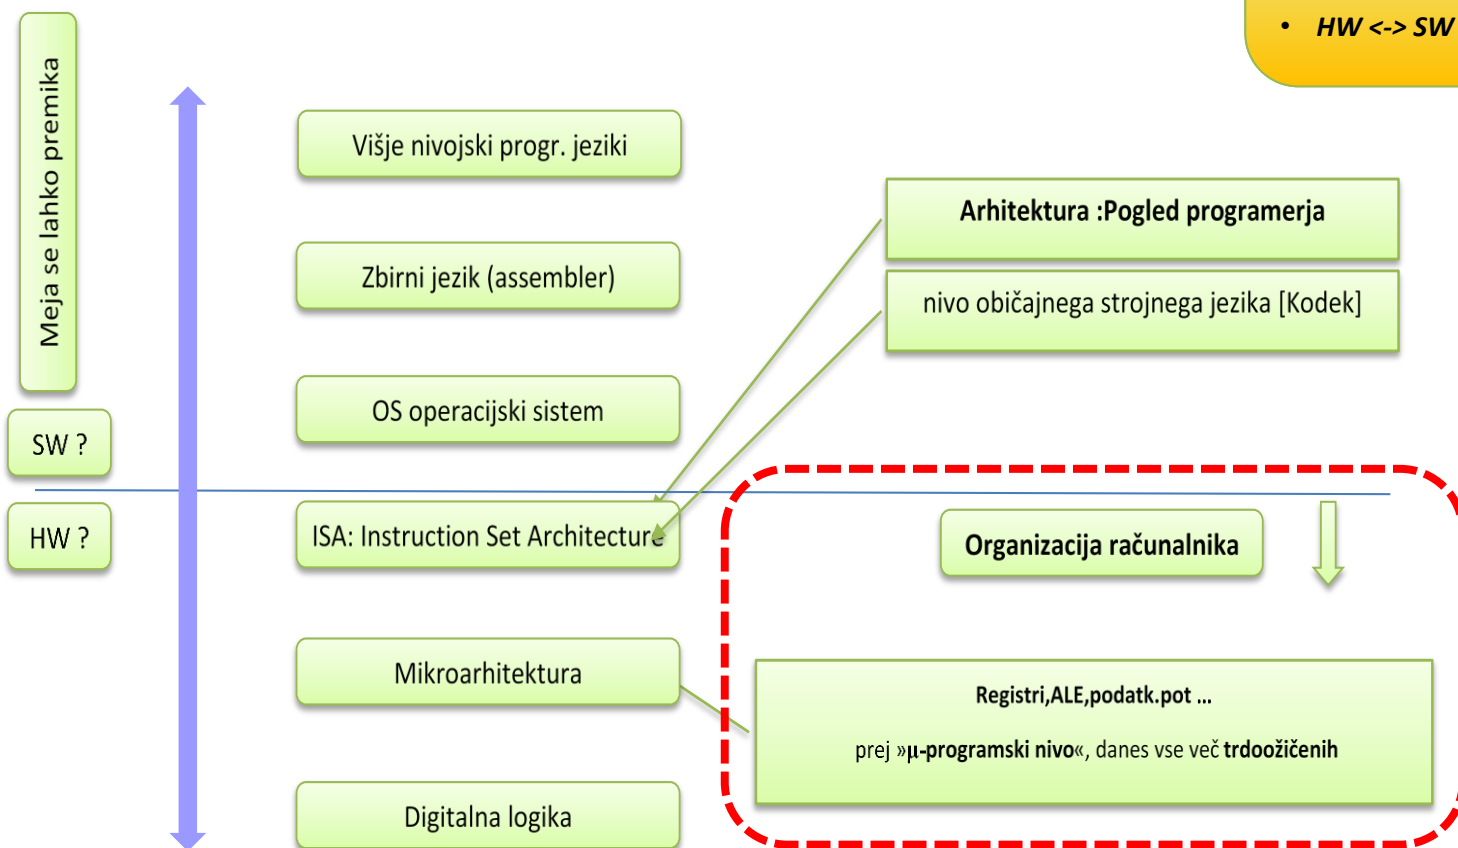 • HW <-> SW
Meja se lahko premika
Višje nivojski progr. jeziki
Arhitektura :Pogled programerja
Zbirni jezik (assembler)
nivo običajnega strojnega jezika [Kodek]
OS operacijski sistem
SW ?
HW ?
ISA: Instruction Set Architecture
Organizacija računalnika
Mikroarhitektura
Registri,ALE,podatk.pot ...
prej »µ-programski nivo«, danes vse več trdoožičenih
Digitalna logika